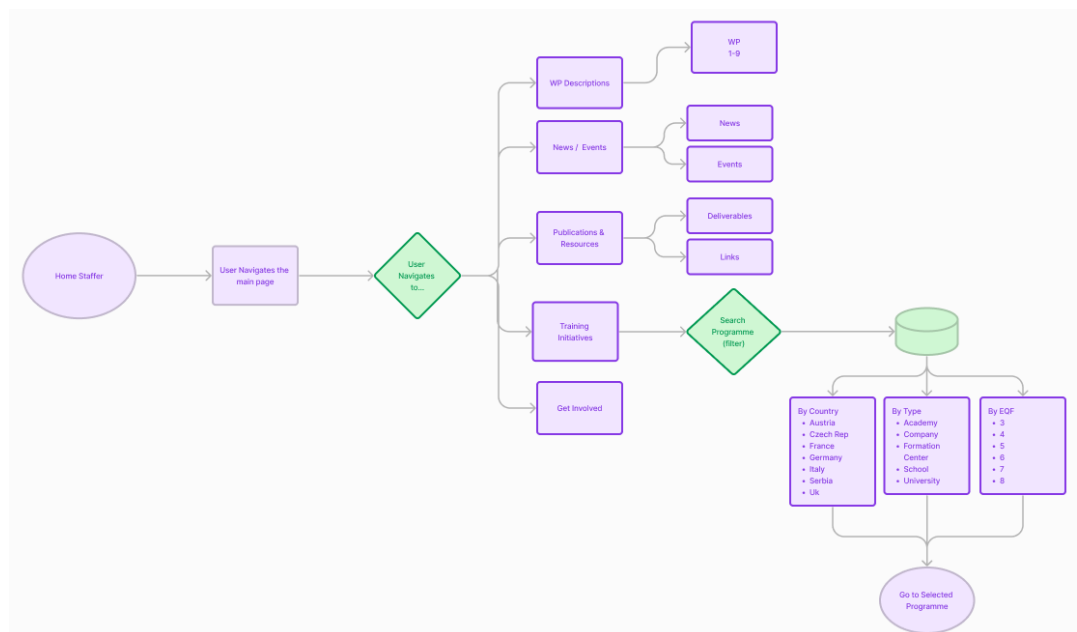 Home Staffer
User Navigates the
main page
User
Navigates
to...
WP Descriptions
WP
1-9
News / Events
News
Events
Publications &
Resources
Deliverables
Links
Training
Initiatives
Search
Programme
(filter)
Get Involved
By Country
• Austria
• Czech Rep
• France
• Germany
• Italy
• Serbia
• Uk
By Type
• Academy
• Company
• Formation
Center
• School
• University
By EQF
• 3
• 4
• 5
• 6
• 7
• 8
Go to Selected
Programme